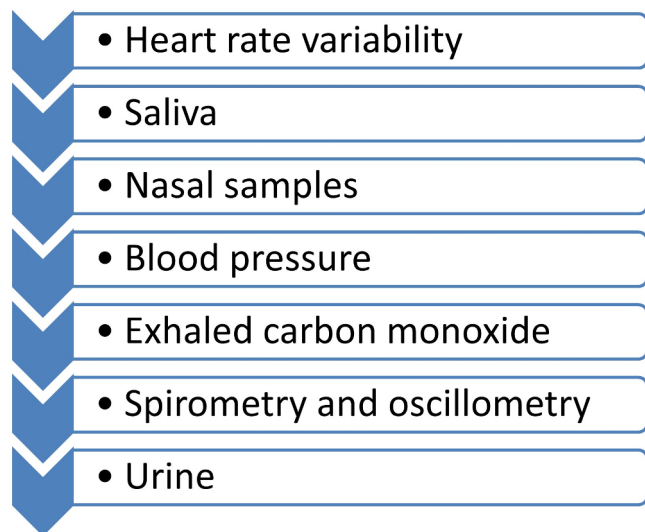 • Heart rate variability
• Saliva
• Nasal samples
• Blood pressure
• Exhaled carbon monoxide
• Spirometry and oscillometry
• Urine